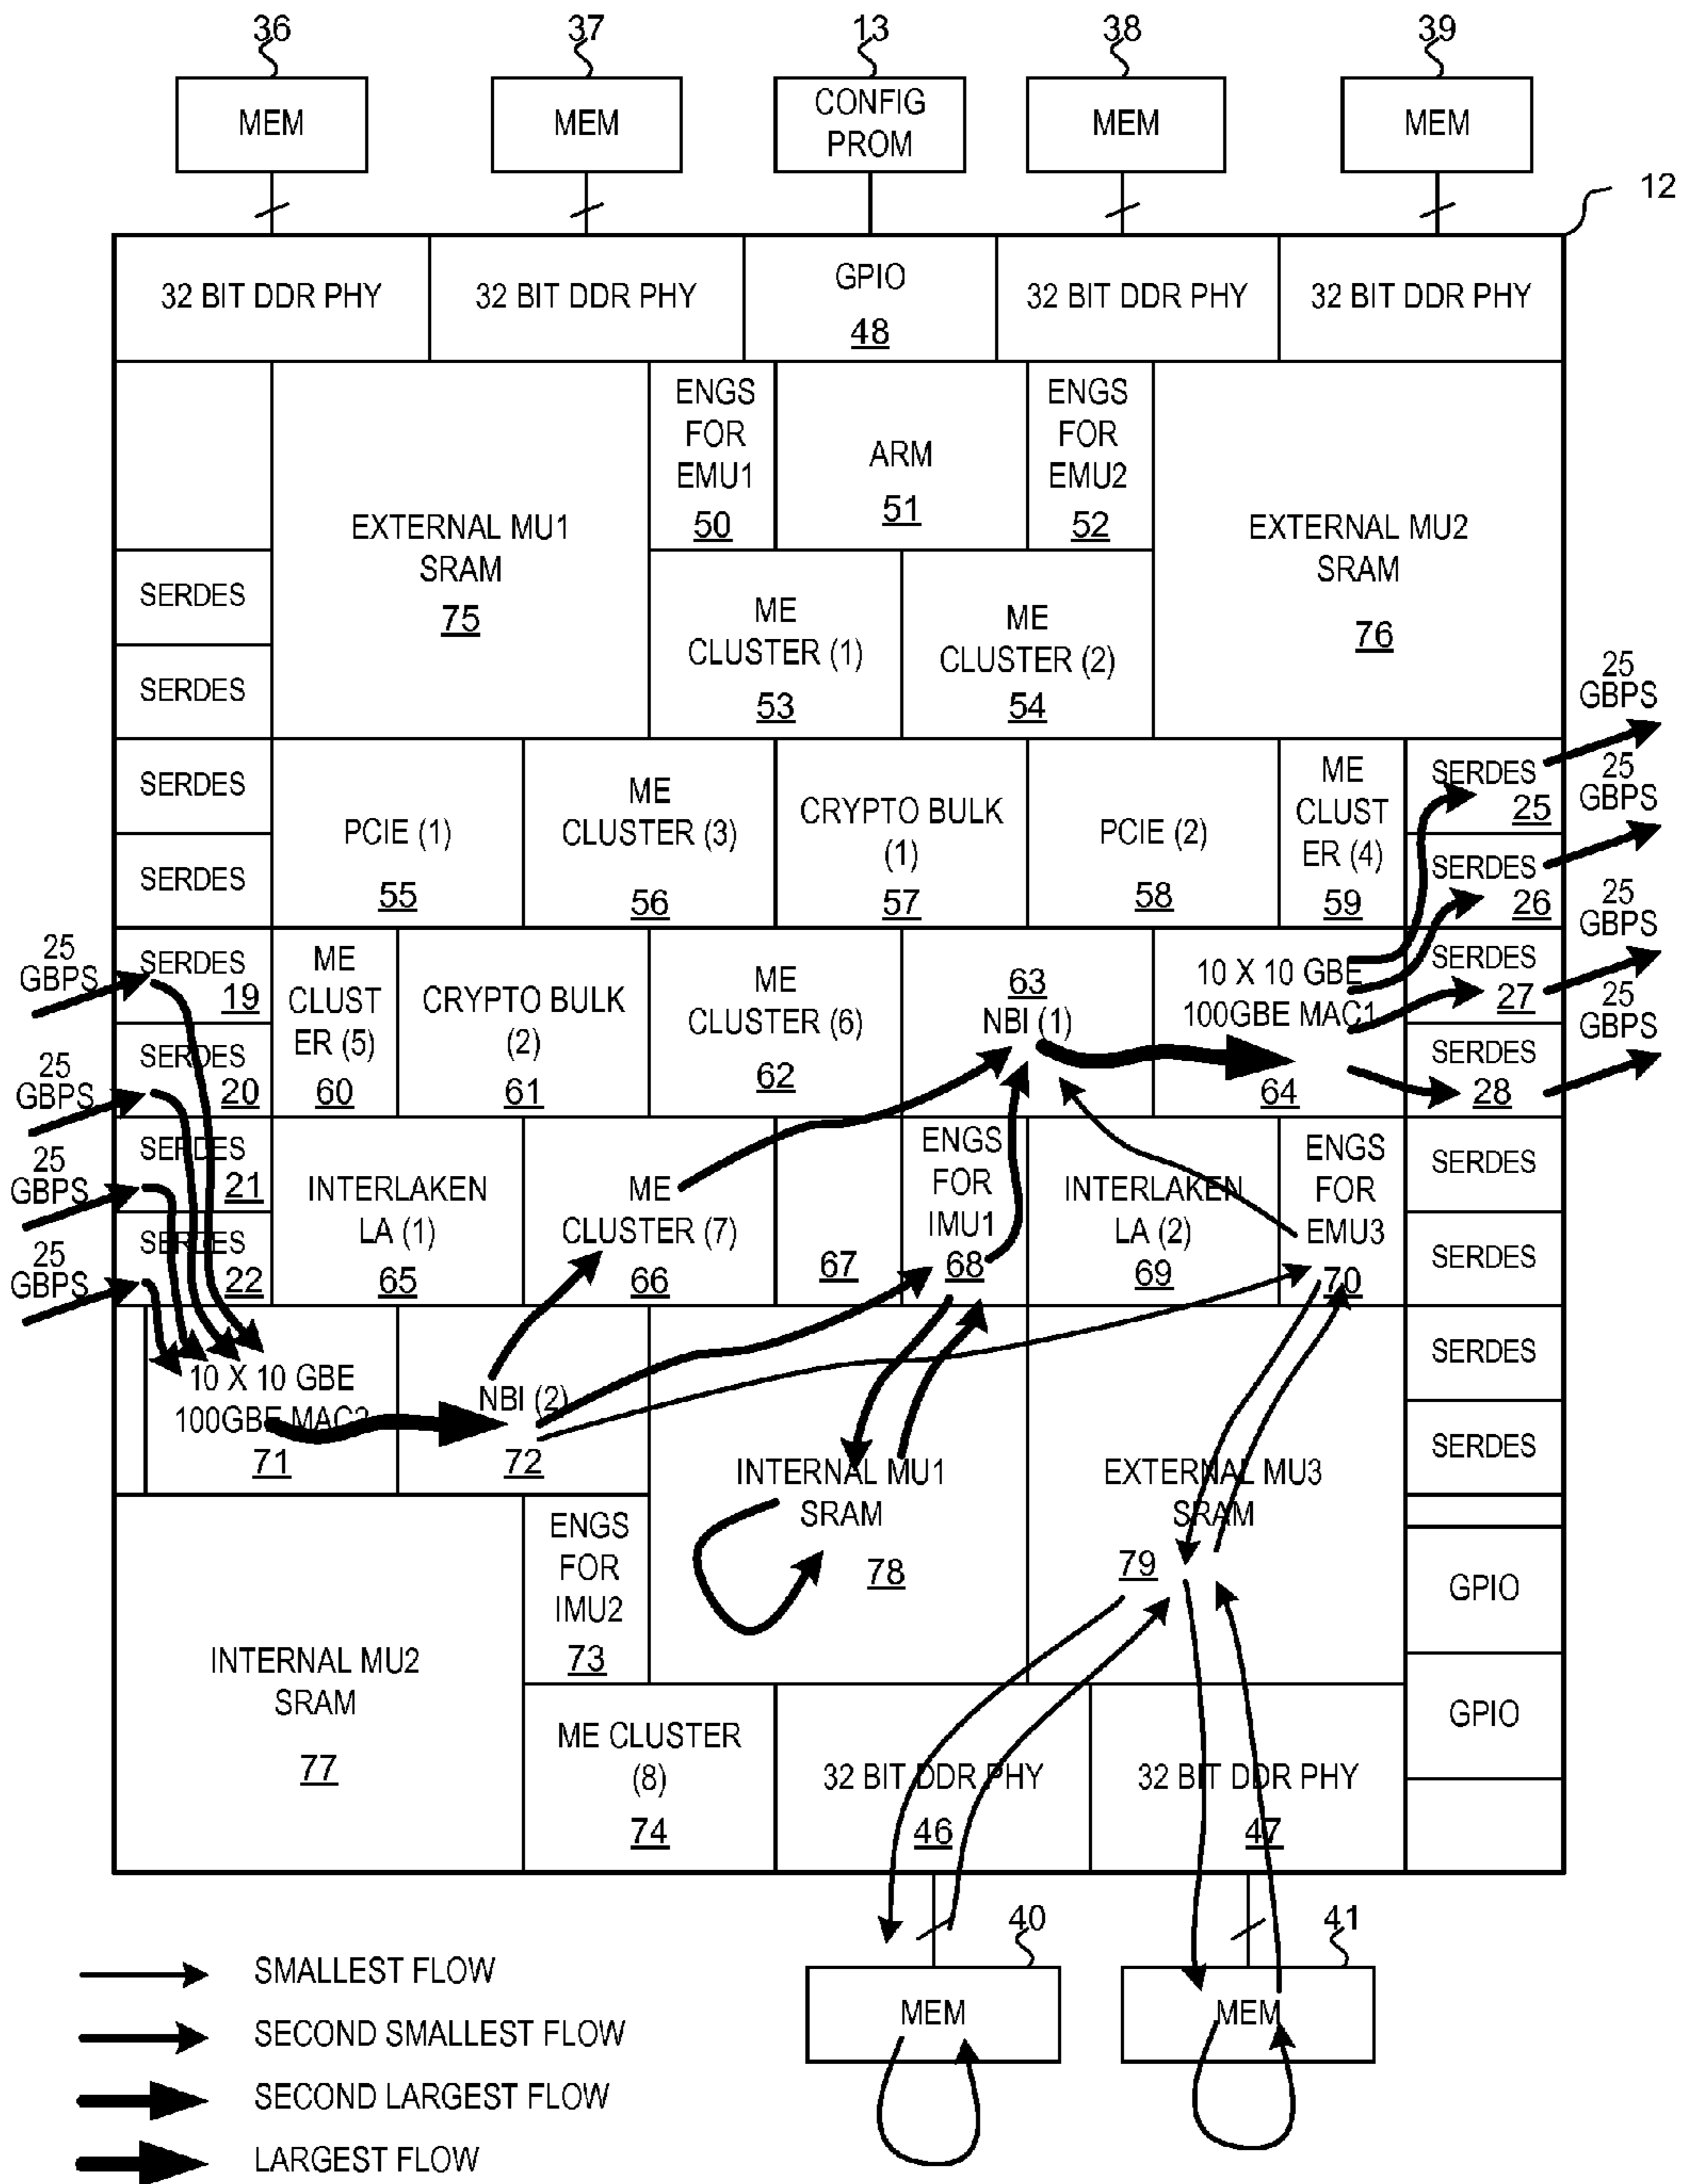 36
37
13
38
39
MEM
MEM
CONFIG
PROM
MEM
MEM
12
32 BIT DDR PHY
32 BIT DDR PHY
GPIO
48
32 BIT DDR PHY
32 BIT DDR PHY
EXTERNAL MU1
SRAM
75
ENGS
FOR
EMU1
50
ARM
51
ENGS
FOR
EMU2
52
EXTERNAL MU2
SRAM
76
SERDES
SERDES
ME
CLUSTER (1)
53
ME
CLUSTER (2)
54
25
GBPS
SERDES
SERDES
PCIE (1)
55
ME
CLUSTER (3)
56
CRYPTO BULK
(1)
57
PCIE (2)
58
ME
CLUST
ER (4)
59
SERDES
25
25
GBPS
SERDES
26
25
GBPS
25
GBPS
SERDES
19
25
GBPS
SERDES
20
ME
CLUST
ER (5)
60
CRYPTO BULK
(2)
61
ME
CLUSTER (6)
62
63
NBI (1)
10 X 10 GBE
100GBE MAC1
64
SERDES
27
25
GBPS
SERDES
28
25
GBPS
SERDES
21
25
GBPS
SERDES
22
INTERLAKEN
LA (1)
65
ME
CLUSTER (7)
66
67
ENGS
FOR
IMU1
68
INTERLAKEN
LA (2)
69
ENGS
FOR
EMU3
70
SERDES
SERDES
10 X 10 GBE
100GBE MAC2
71
NBI (2)
72
INTERNAL MU1
SRAM
78
EXTERNAL MU3
SRAM
79
SERDES
SERDES
INTERNAL MU2
SRAM
77
ENGS
FOR
IMU2
73
GPIO
GPIO
ME CLUSTER
(8)
74
32 BIT DDR PHY
46
32 BIT DDR PHY
47
40
41
MEM
MEM
SMALLEST FLOW
SECOND SMALLEST FLOW
SECOND LARGEST FLOW
LARGEST FLOW